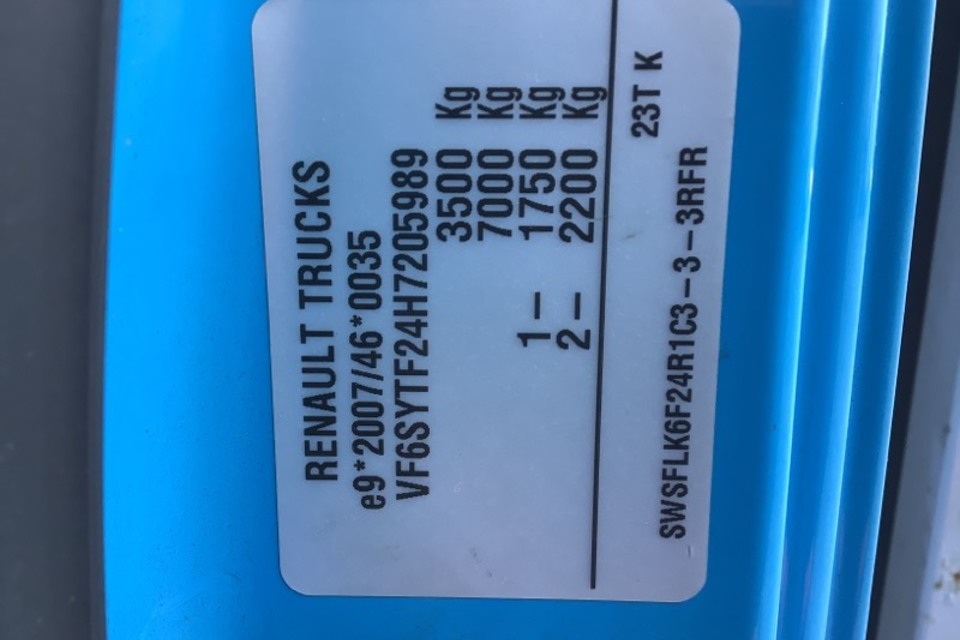 RENAULT TRUCKS
e9*2007/46*0035
VF6SYTF24H7205989
3500 Kg
7000 Kg
1– 1750 Kg
2– 2200 Kg
23T K
SWSFLK6F24R1C3–3–3RFR